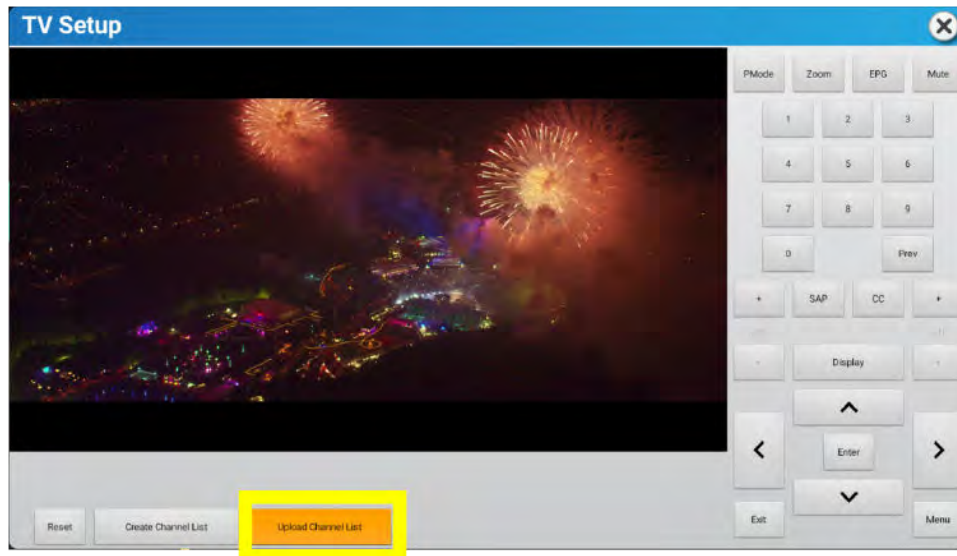 TV Setup
PMode Zoom EPG Mute
1 2 3
4 5 6
7 8 9
0 Prev
+ SAP CC +
- Display -
Enter
Reset Create Channel List Upload Channel List Exit Menu